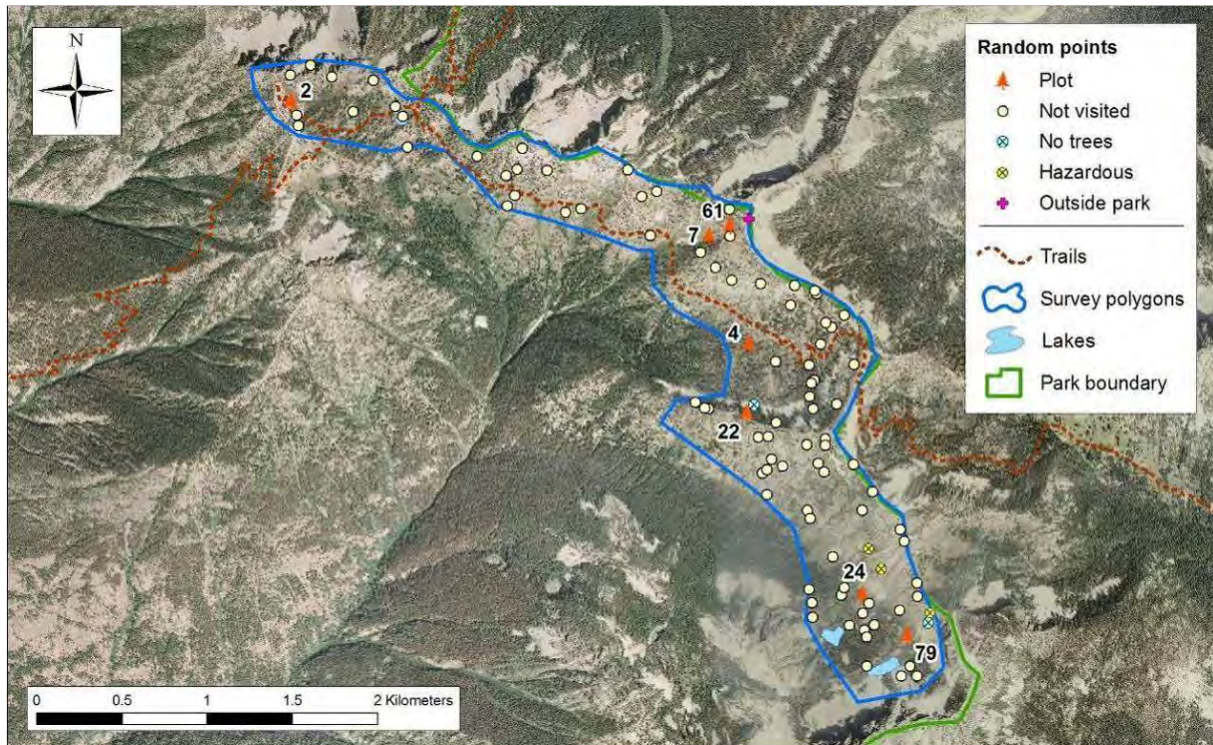 N
Random points
Plot
Not visited
No trees
Hazardous
Outside park
Trails
Survey polygons
Lakes
Park boundary
2
61
7
4
22
24
79
0 0.5 1 1.5 2 Kilometers